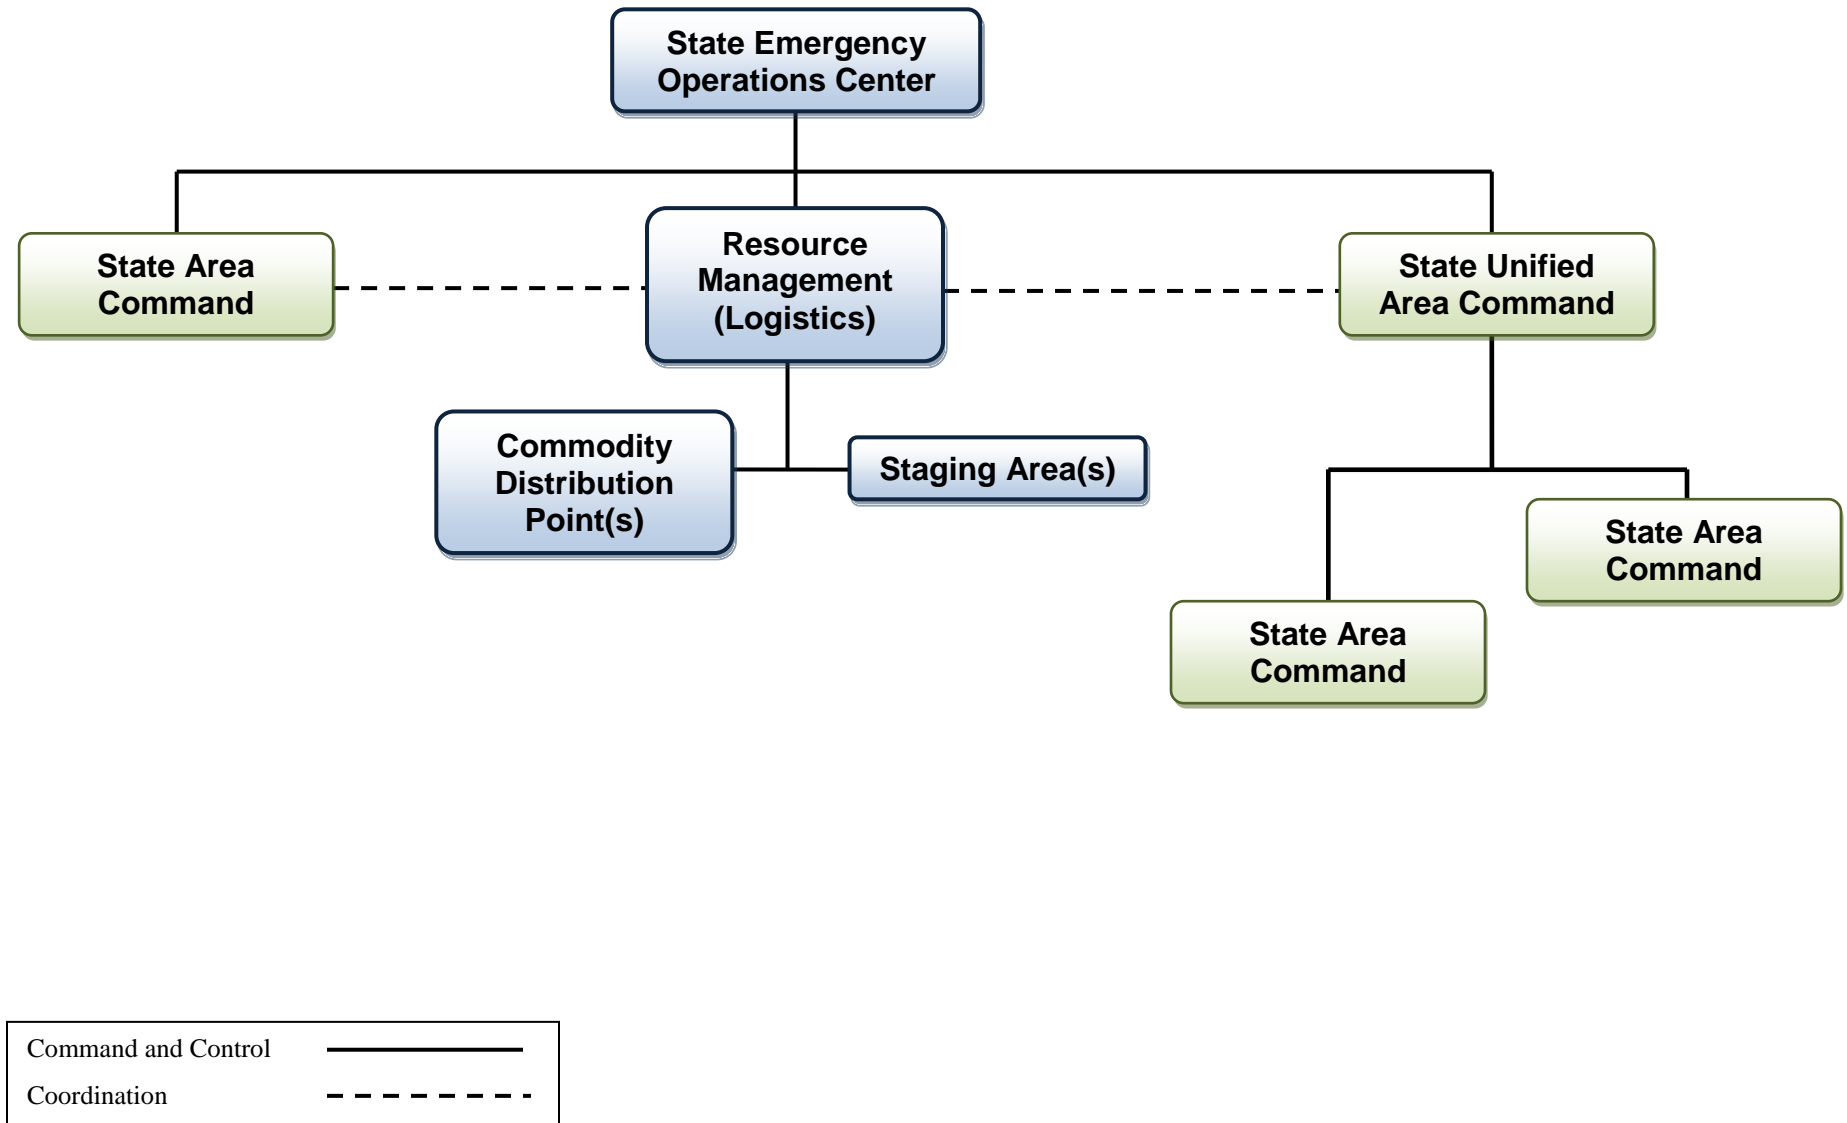 State Emergency
Operations Center
State Area
Command
Resource
Management
(Logistics)
State Unified
Area Command
Commodity
Distribution
Point(s)
Staging Area(s)
State Area
Command
State Area
Command
Command and Control
Coordination